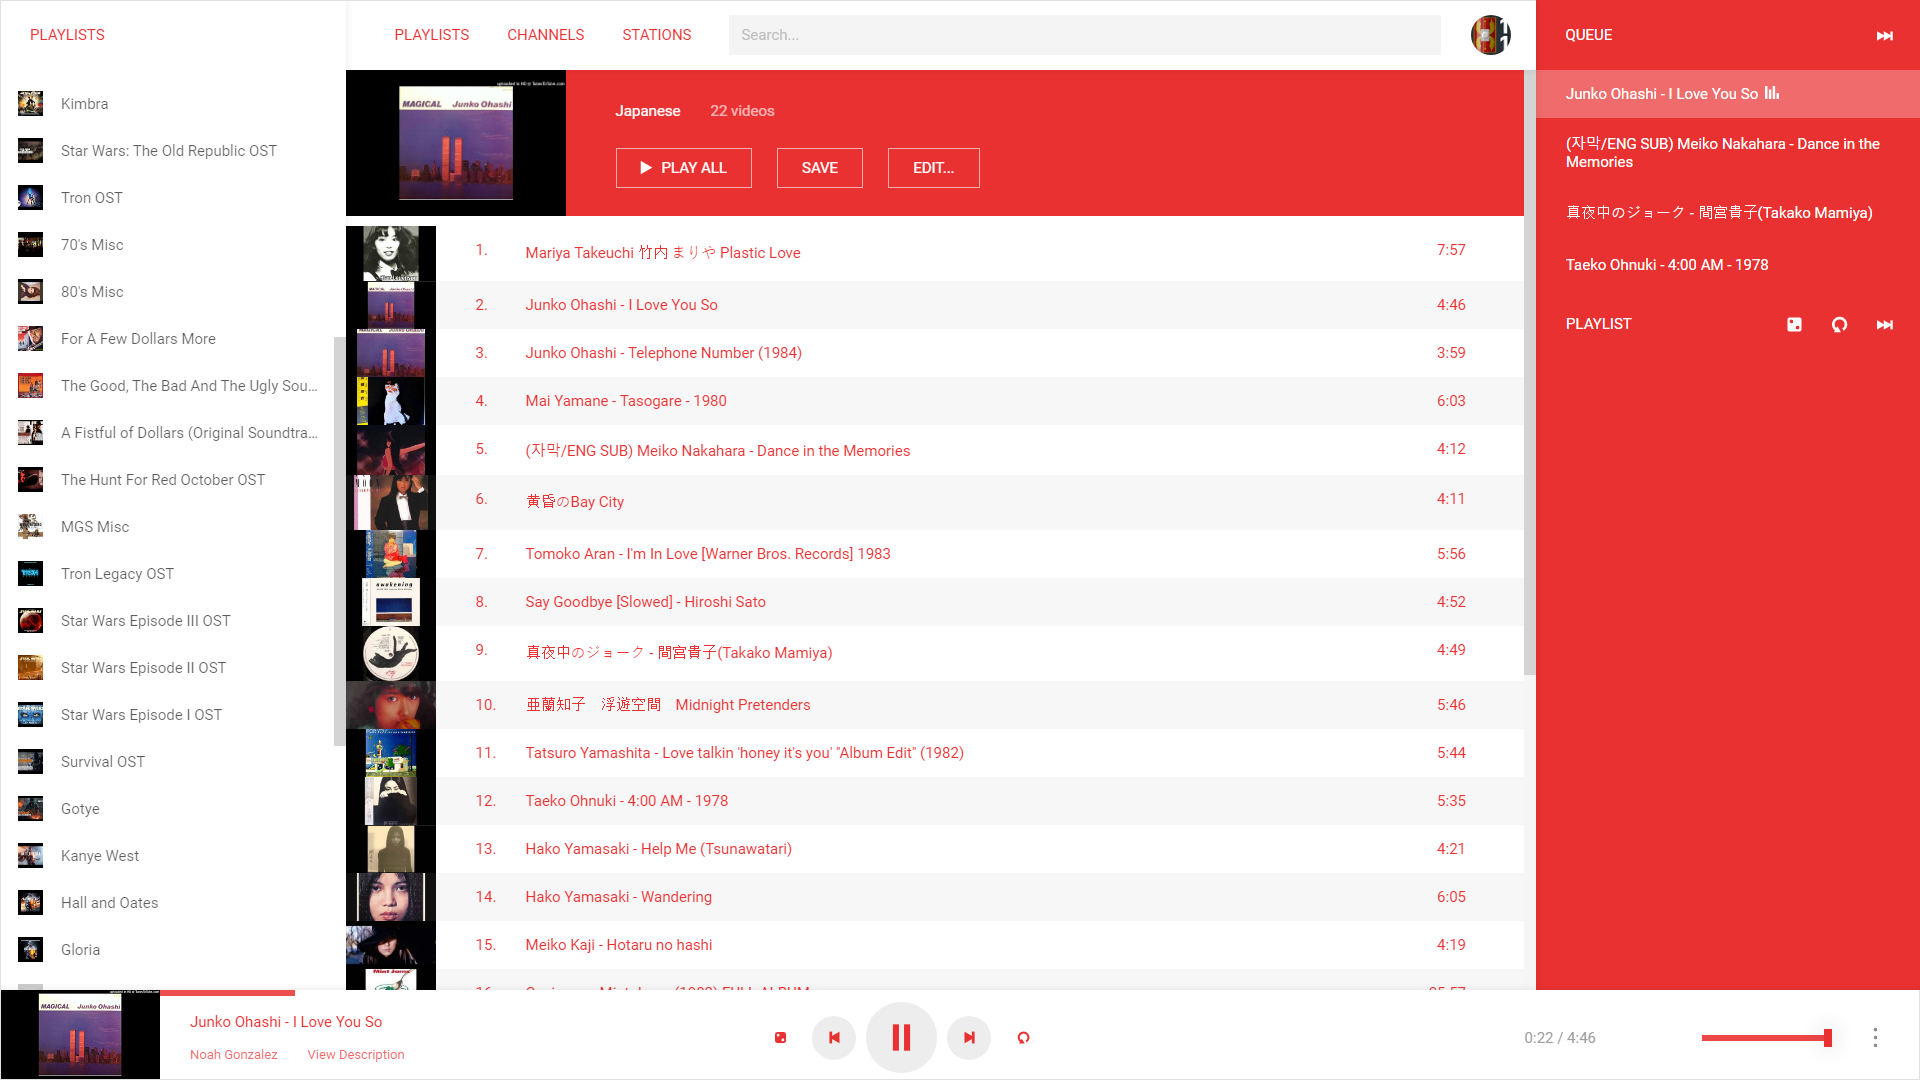 PLAYLISTS
Kimbra
Star Wars: The Old Republic OST
Tron OST
70's Misc
80's Misc
For A Few Dollars More
The Good, The Bad And The Ugly Sou...
A Fistful of Dollars (Original Soundtra...
The Hunt For Red October OST
MGS Misc
Tron Legacy OST
Star Wars Episode III OST
Star Wars Episode II OST
Star Wars Episode I OST
Survival OST
Gotye
Kanye West
Hall and Oates
Gloria
PLAYLISTS CHANNELS STATIONS Search...
MAGICAL Junko Ohashi
Japanese 22 videos
PLAY ALL SAVE EDIT...
1. Mariya Takeuchi 竹内 まりや Plastic Love 7:57
2. Junko Ohashi - I Love You So 4:46
3. Junko Ohashi - Telephone Number (1984) 3:59
4. Mai Yamane - Tasogare - 1980 6:03
5. (자막/ENG SUB) Meiko Nakahara - Dance in the Memories 4:12
6. 黄昏のBay City 4:11
7. Tomoko Aran - I'm In Love [Warner Bros. Records] 1983 5:56
8. Say Goodbye [Slowed] - Hiroshi Sato 4:52
9. 真夜中のジョーク - 間宮貴子(Takako Mamiya) 4:49
10. 亜蘭知子　浮遊空間　Midnight Pretenders 5:46
11. Tatsuro Yamashita - Love talkin 'honey it's you' "Album Edit" (1982) 5:44
12. Taeko Ohnuki - 4:00 AM - 1978 5:35
13. Hako Yamasaki - Help Me (Tsunawatari) 4:21
14. Hako Yamasaki - Wandering 6:05
15. Meiko Kaji - Hotaru no hashi 4:19
QUEUE
Junko Ohashi - I Love You So
(자막/ENG SUB) Meiko Nakahara - Dance in the
Memories
真夜中のジョーク - 間宮貴子(Takako Mamiya)
Taeko Ohnuki - 4:00 AM - 1978
PLAYLIST
MAGICAL Junko Ohashi
Junko Ohashi - I Love You So
Noah Gonzalez View Description
0:22 / 4:46